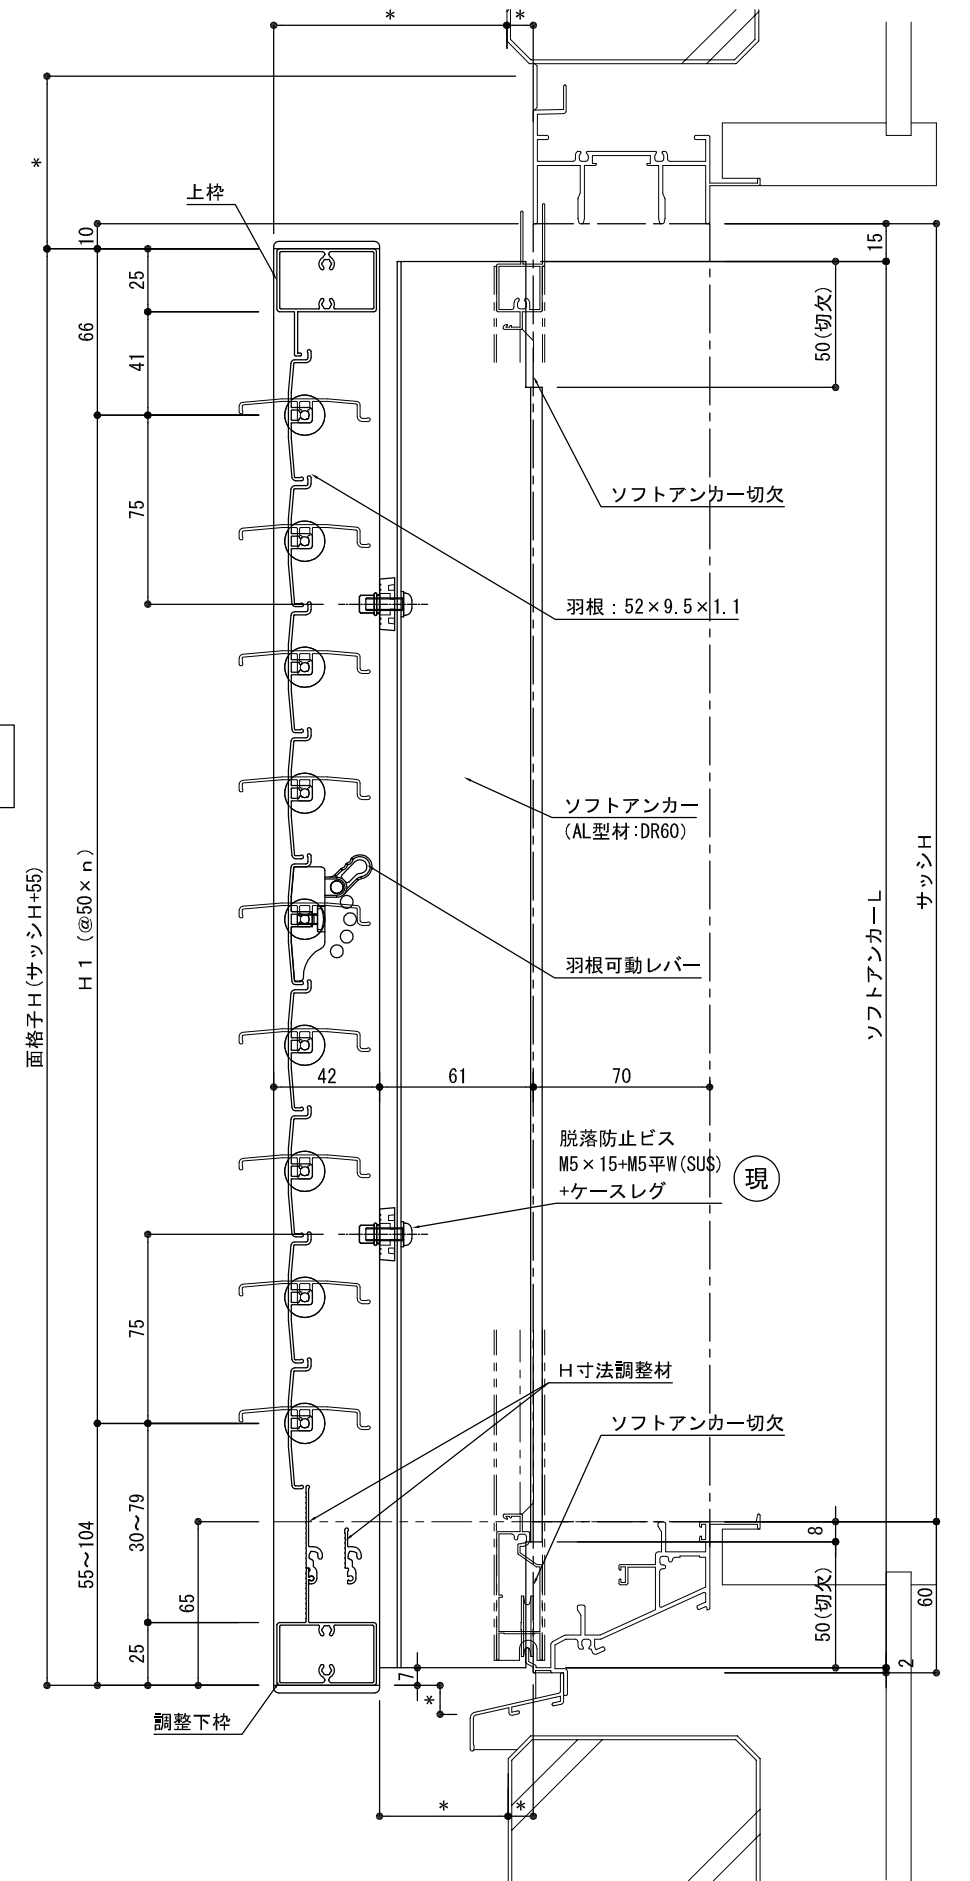 *
*
*
上枠
10
25
15
66
41
50(切欠)
75
ソフトアンカー切欠
羽根：52×9.5×1.1
ソフトアンカー
(AL型材:DR60)
面格子H(サッシH+55)
H1 (@50×n)
サッシH
ソフトアンカーL
羽根可動レバー
42
61
70
脱落防止ビス
M5×15+M5平W(SUS)
+ケースレグ
現
75
H寸法調整材
ソフトアンカー切欠
30～79
55～104
8
65
50(切欠)
60
25
7
2
*
調整下枠
*
*